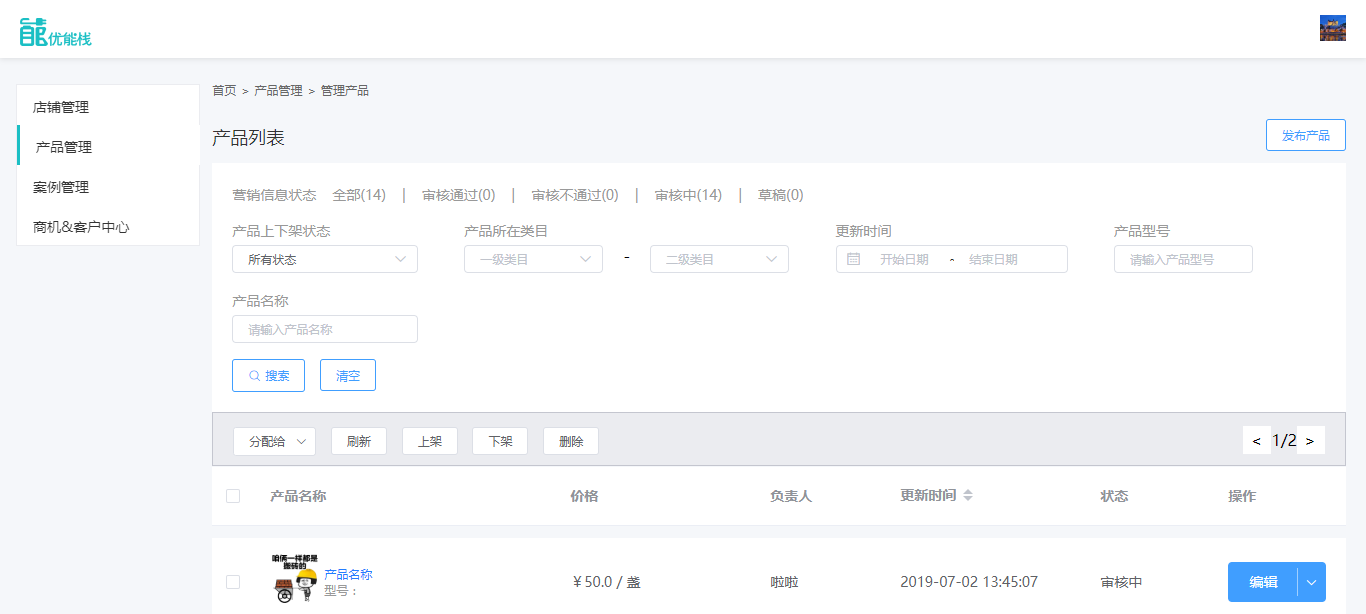 优能栈
首页 > 产品管理 > 管理产品
店铺管理
产品管理
案例管理
商机&客户中心
产品列表
发布产品
营销信息状态 全部(14) | 审核通过(0) | 审核不通过(0) | 审核中(14) | 草稿(0)
产品上下架状态 产品所在类目 更新时间 产品型号
所有状态 一级类目 - 二级类目 开始日期 - 结束日期 请输入产品型号
产品名称
请输入产品名称
搜索 清空
分配给 刷新 上架 下架 删除 < 1/2 >
产品名称 价格 负责人 更新时间 状态 操作
咱俩一样都是
搬砖的
产品名称 ¥ 50.0 / 盏 啦啦 2019-07-02 13:45:07 审核中 编辑
型号：